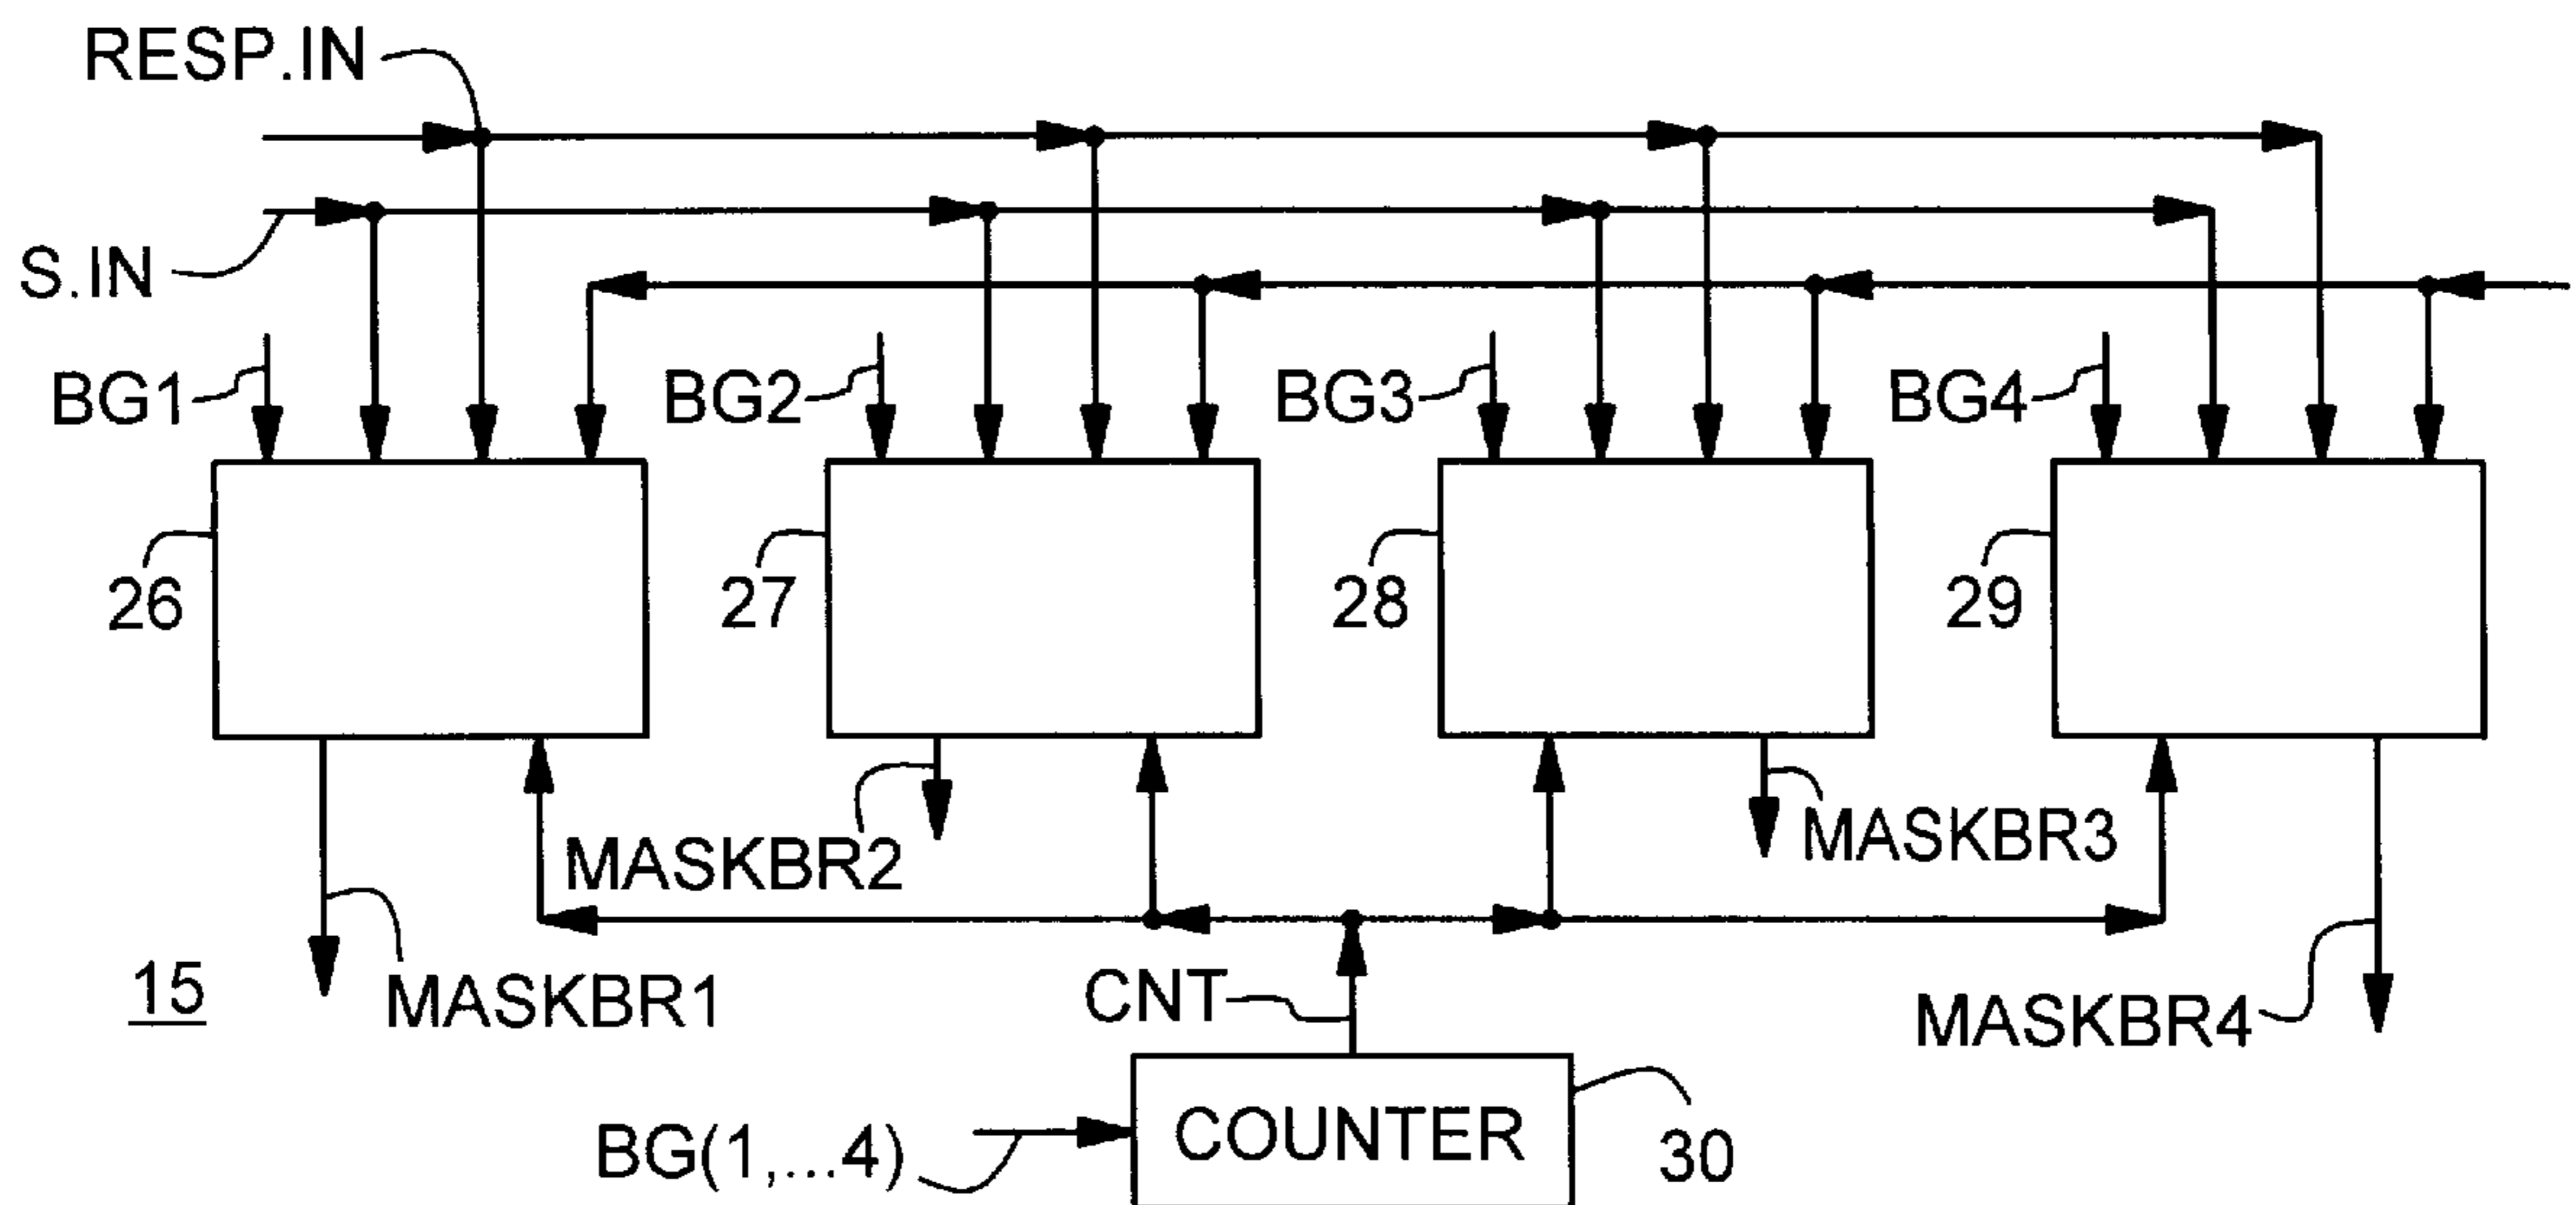 RESP.IN
S.IN
BG1
BG2
BG3
BG4
26
27
28
29
MASKBR2
MASKBR3
15
MASKBR1
CNT
MASKBR4
BG(1,...4)
COUNTER
30